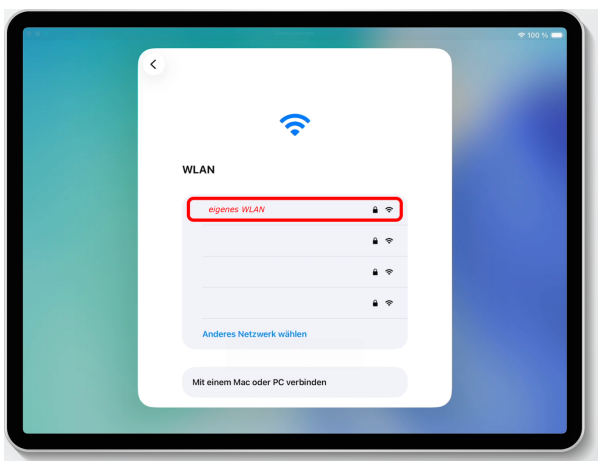 100 %
WLAN
eigenes WLAN
Anderes Netzwerk wählen
Mit einem Mac oder PC verbinden